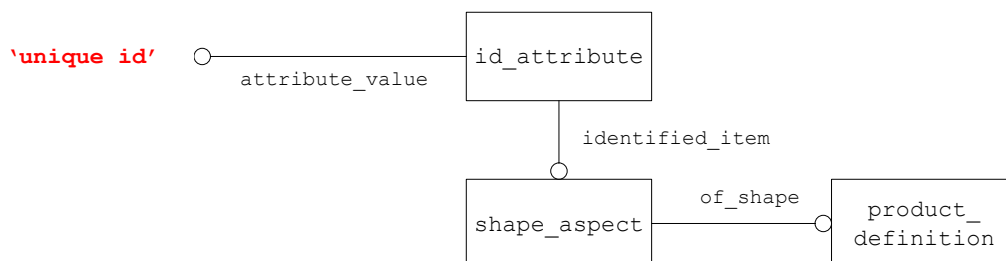 ‘unique id’
id_attribute
attribute_value
identified_item
of_shape
shape_aspect
product_
definition